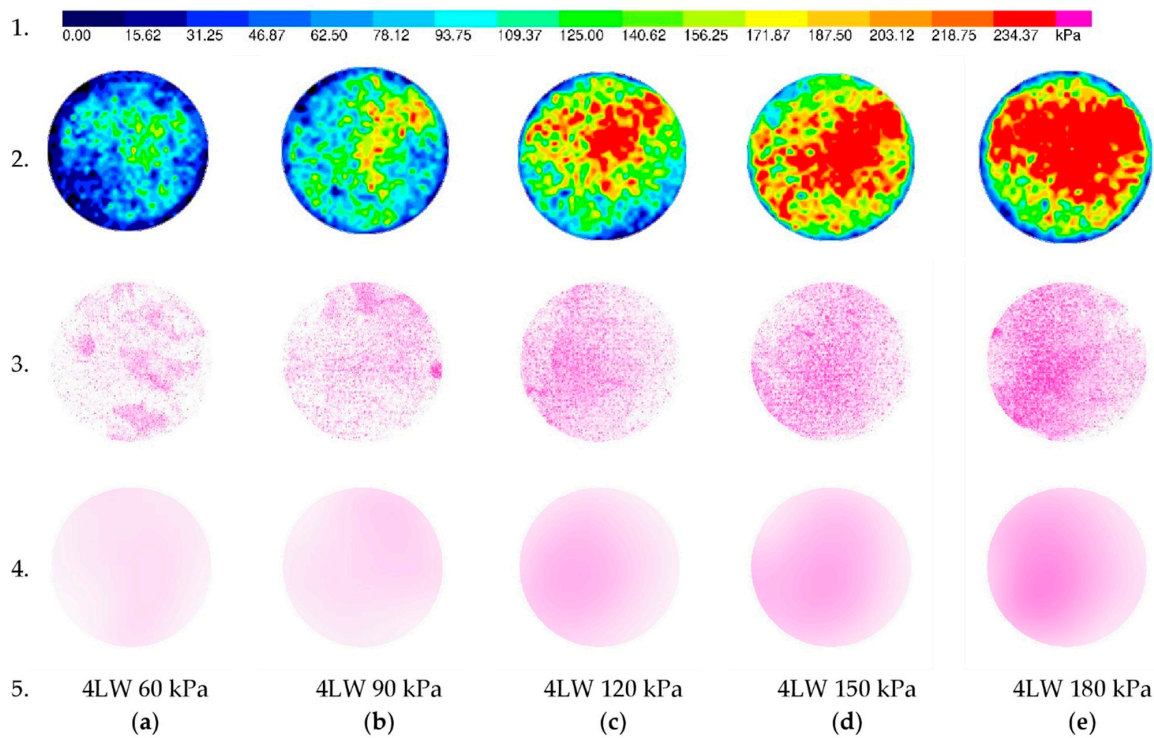 1.
0.00 15.62 31.25 46.87 62.50 78.12 93.75 109.37 125.00 140.62 156.25 171.87 187.50 203.12 218.75 234.37 kPa
2.
3.
4.
5. 4LW 60 kPa 4LW 90 kPa 4LW 120 kPa 4LW 150 kPa 4LW 180 kPa
(a) (b) (c) (d) (e)